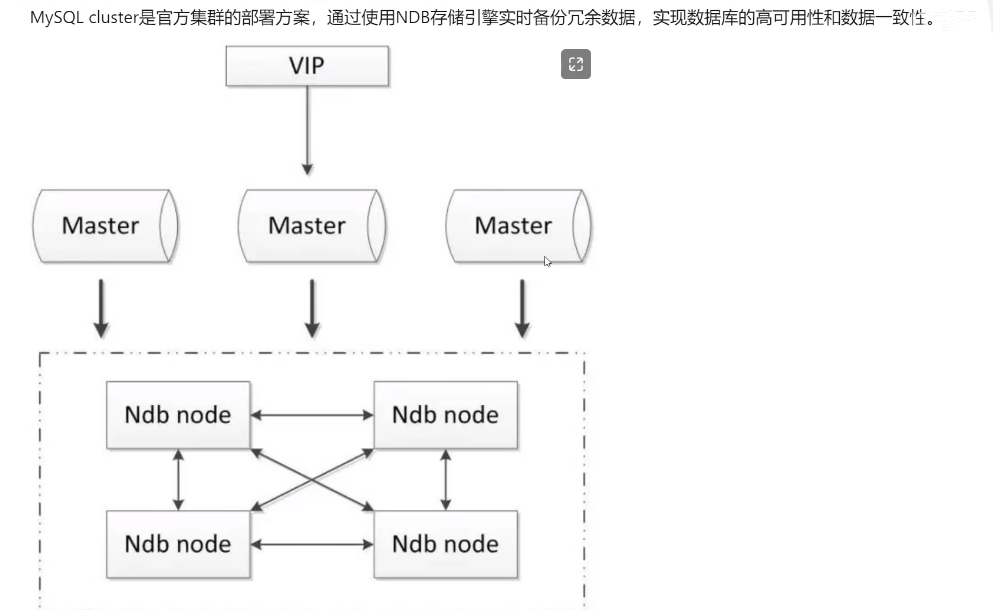 MySQL cluster是官方集群的部署方案，通过使用NDB存储引擎实时备份冗余数据，实现数据库的高可用性和数据一致性。
VIP
Master Master Master
Ndb node Ndb node
Ndb node Ndb node